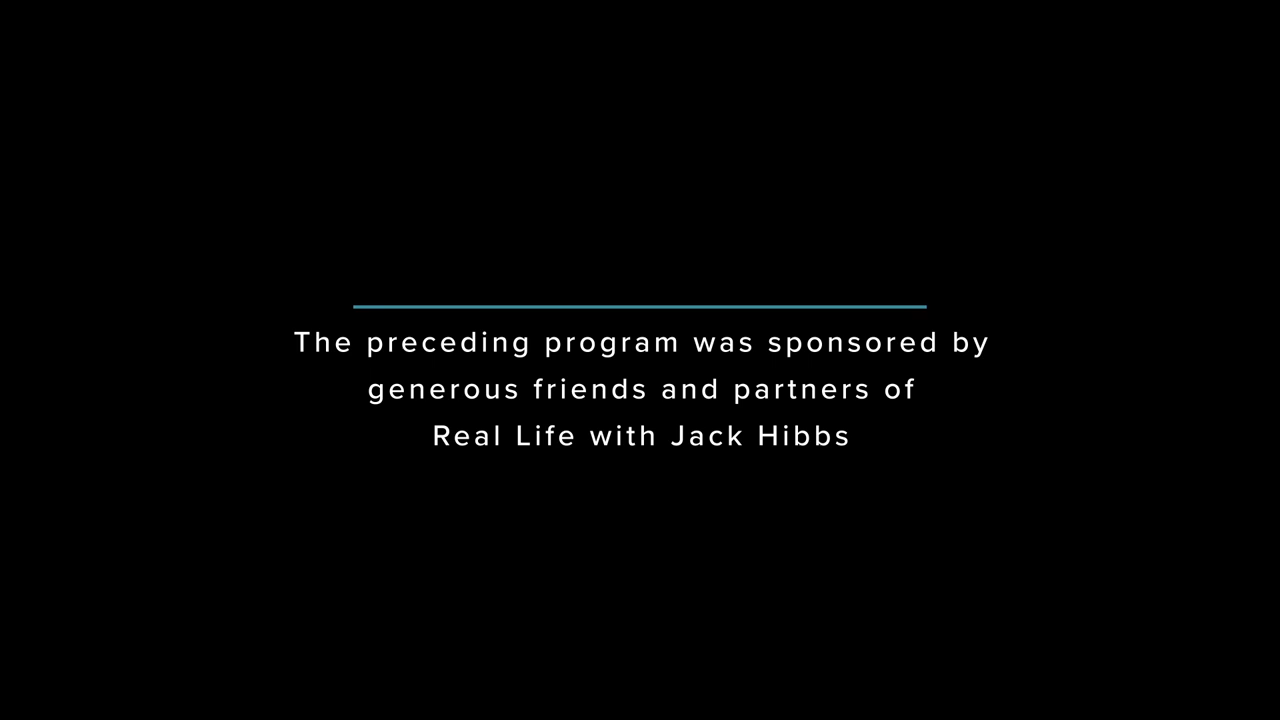 The preceding program was sponsored by
generous friends and partners of
Real Life with Jack Hibbs